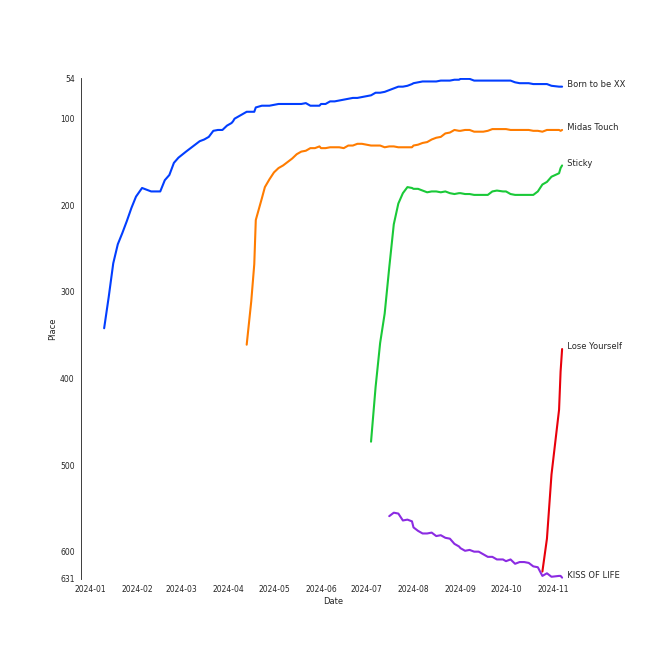 54
Born to be XX
100
Midas Touch
Sticky
200
300
Place
Lose Yourself
400
500
600
KISS OF LIFE
631
2024-01 2024-02 2024-03 2024-04 2024-05 2024-06 2024-07 2024-08 2024-09 2024-10 2024-11
Date